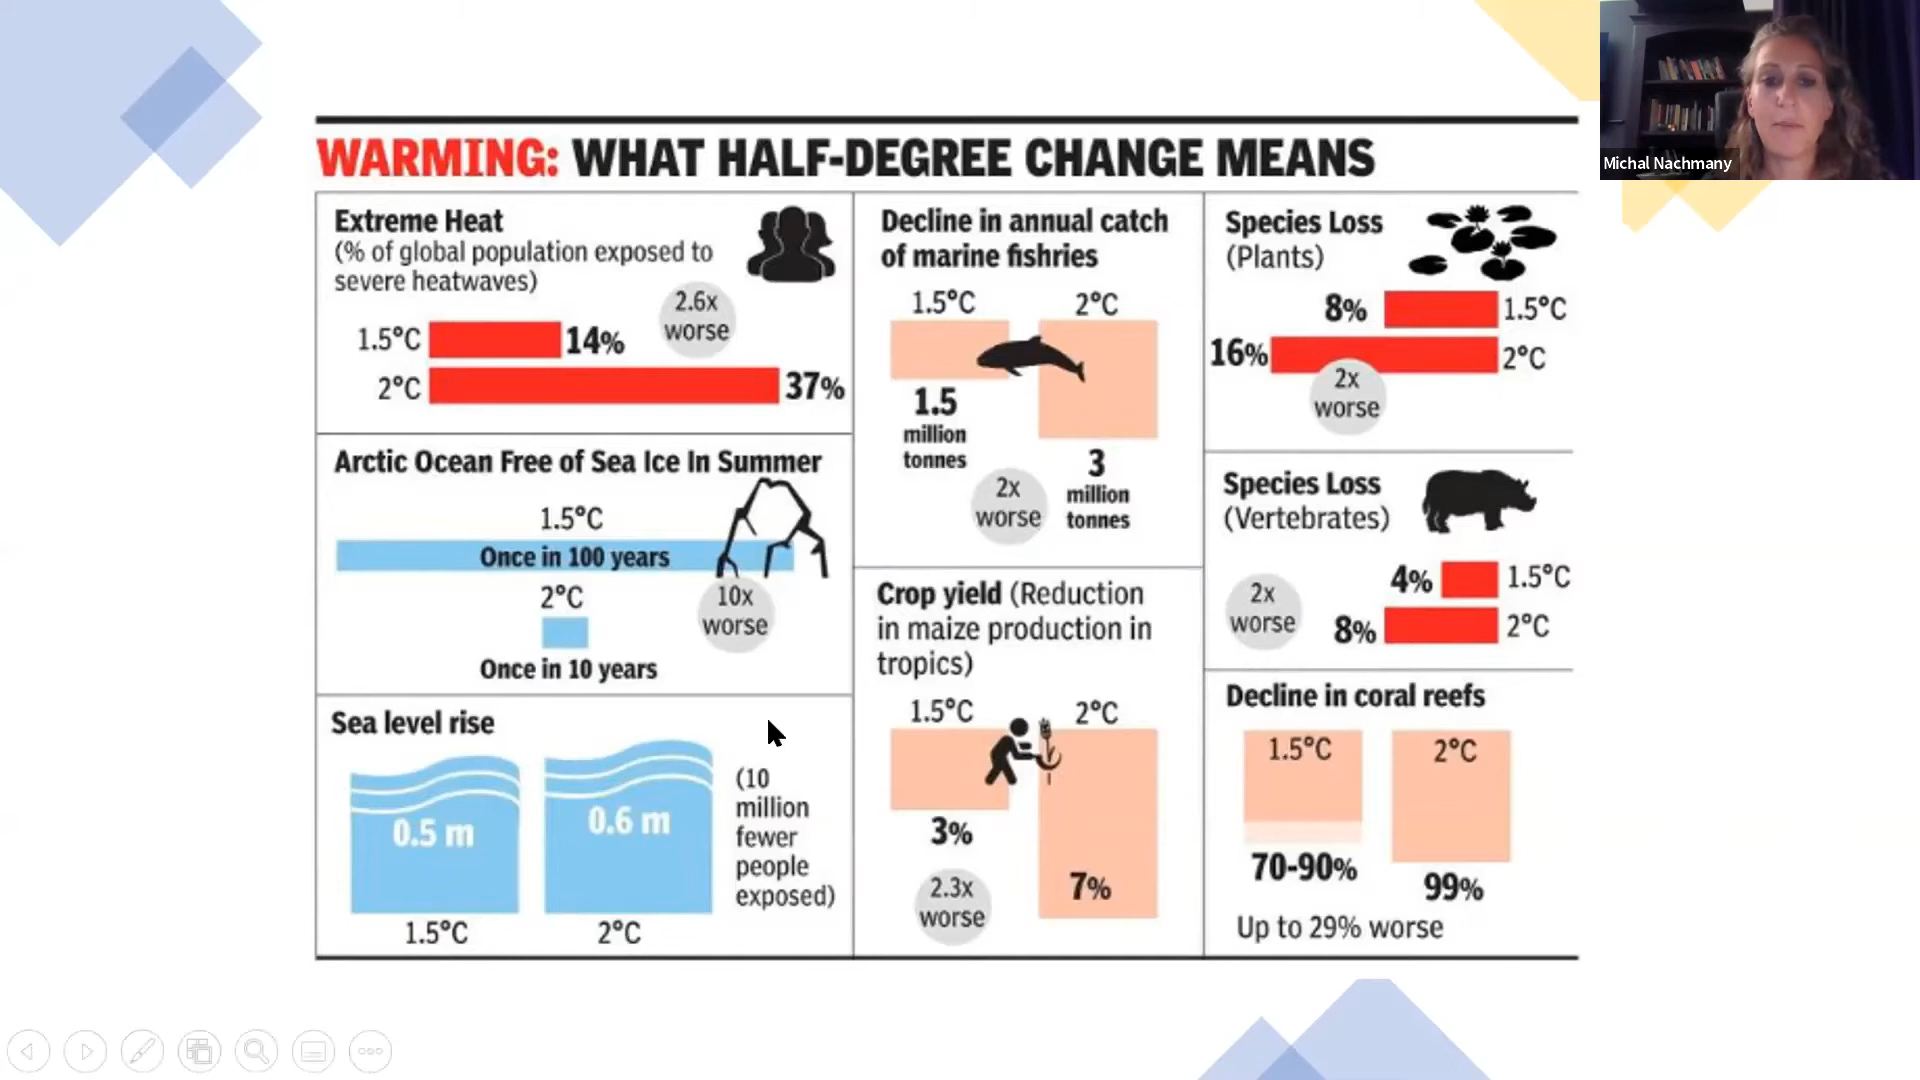 WARMING: WHAT HALF-DEGREE CHANGE MEANS
Extreme Heat
(% of global population exposed to
severe heatwaves)
2.6x
worse
1.5°C 14%
2°C 37%
Arctic Ocean Free of Sea Ice In Summer
1.5°C
Once in 100 years
2°C
10x
worse
Once in 10 years
Sea level rise
0.5 m
0.6 m
1.5°C
2°C
(10
million
fewer
people
exposed)
Decline in annual catch
of marine fishries
1.5°C
2°C
1.5
million
tonnes
3
million
tonnes
2x
worse
Crop yield (Reduction
in maize production in
tropics)
1.5°C
2°C
3%
7%
2.3x
worse
Species Loss
(Plants)
8% 1.5°C
16% 2°C
2x
worse
Species Loss
(Vertebrates)
4% 1.5°C
8% 2°C
2x
worse
Decline in coral reefs
1.5°C
2°C
70-90%
99%
Up to 29% worse
Michal Nachmany